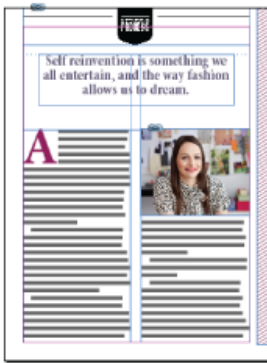 Self reinvention is something we
all entertain, and the way fashion
allows us to dream.
A